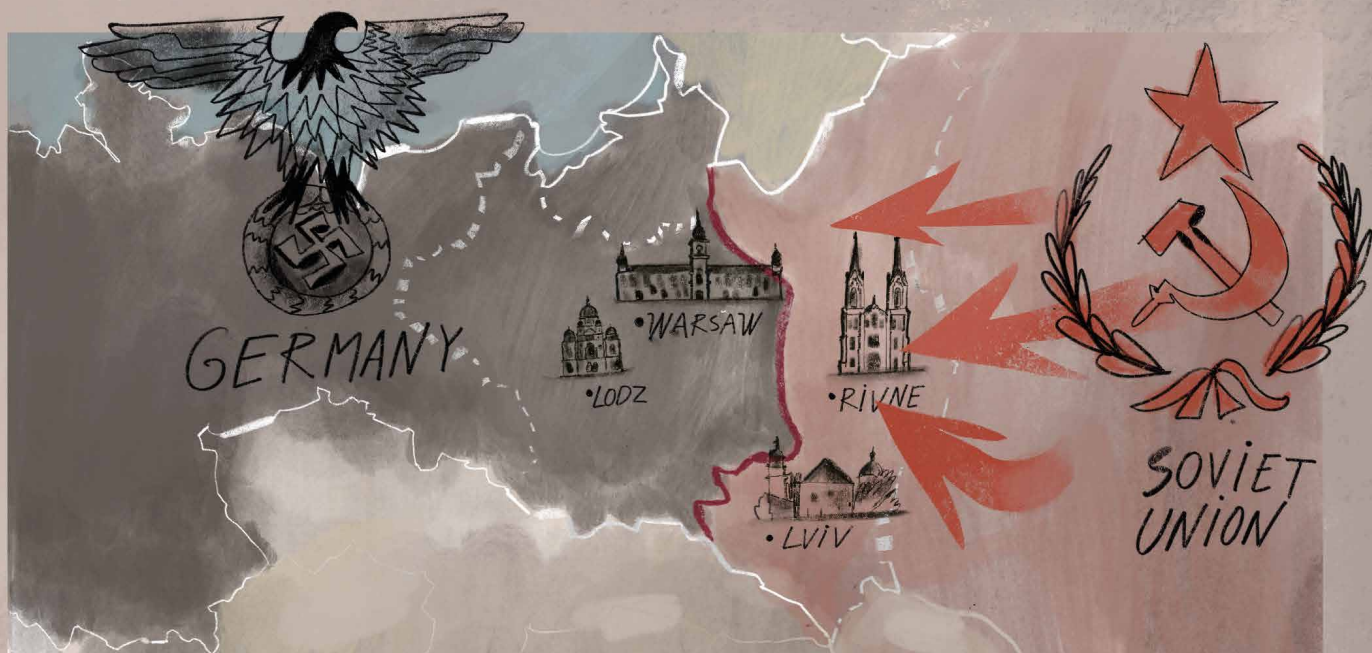 GERMANY
WARSAW
LODZ
RIVNE
LVIV
SOVIET
UNION